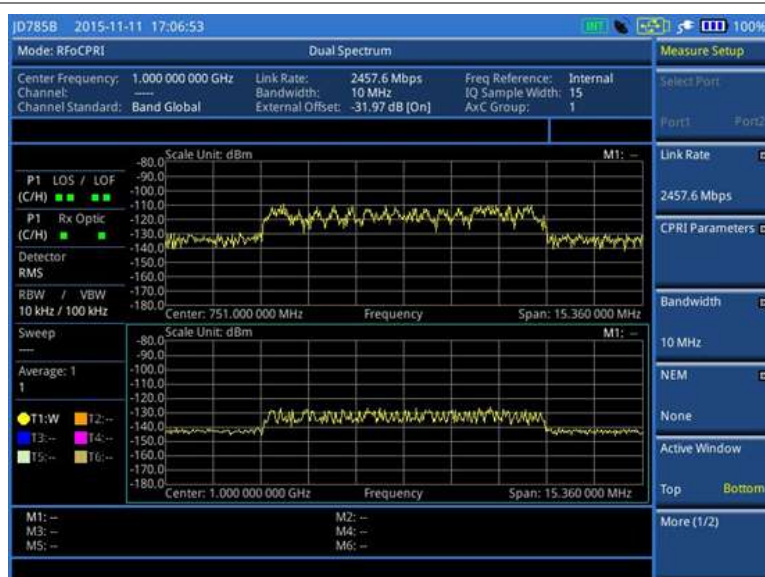 JD785B 2015-11-11 17:06:53 INT 100%
Mode: RFoCPRI Dual Spectrum Measure Setup
Center Frequency: 1.000 000 000 GHz Link Rate: 2457.6 Mbps Freq Reference: Internal
Channel: ---- Bandwidth: 10 MHz IQ Sample Width: 15
Channel Standard: Band Global External Offset: -31.97 dB [On] AxC Group: 1
Select Port
Port1 Port2
Scale Unit: dBm M1: --
-80.0
-90.0
-100.0
-110.0
-120.0
-130.0
-140.0
-150.0
-160.0
-170.0
-180.0
Center: 751.000 000 MHz Frequency Span: 15.360 000 MHz
P1 LOS / LOF
(C/H)
P1 Rx Optic
(C/H)
Detector
RMS
RBW / VBW
10 kHz / 100 kHz
Sweep
----
Average: 1
1
T1:W T2:--
T3:-- T4:--
T5:-- T6:--
Scale Unit: dBm M1: --
-80.0
-90.0
-100.0
-110.0
-120.0
-130.0
-140.0
-150.0
-160.0
-170.0
-180.0
Center: 1.000 000 000 GHz Frequency Span: 15.360 000 MHz
M1: -- M2: --
M3: -- M4: --
M5: -- M6: --
Link Rate
2457.6 Mbps
CPRI Parameters
Bandwidth
10 MHz
NEM
None
Active Window
Top Bottom
More (1/2)